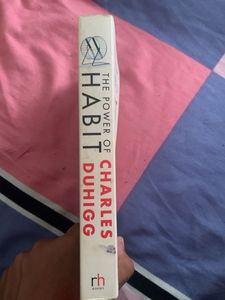 THE POWER OF
HABIT
CHARLES
DUHIGG
rh